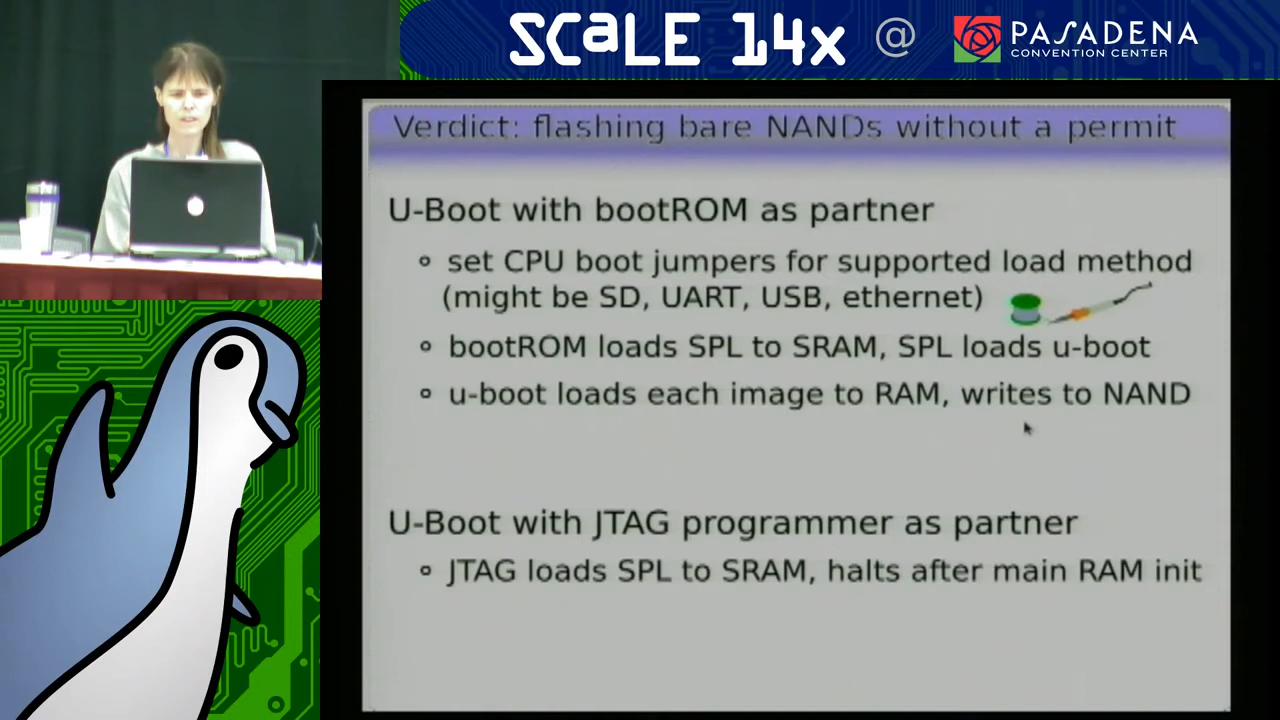 SCaLE 14x @ PASADENA
CONVENTION CENTER
Verdict: flashing bare NANDs without a permit
U-Boot with bootROM as partner
set CPU boot jumpers for supported load method
(might be SD, UART, USB, ethernet)
bootROM loads SPL to SRAM, SPL loads u-boot
u-boot loads each image to RAM, writes to NAND
U-Boot with JTAG programmer as partner
JTAG loads SPL to SRAM, halts after main RAM init